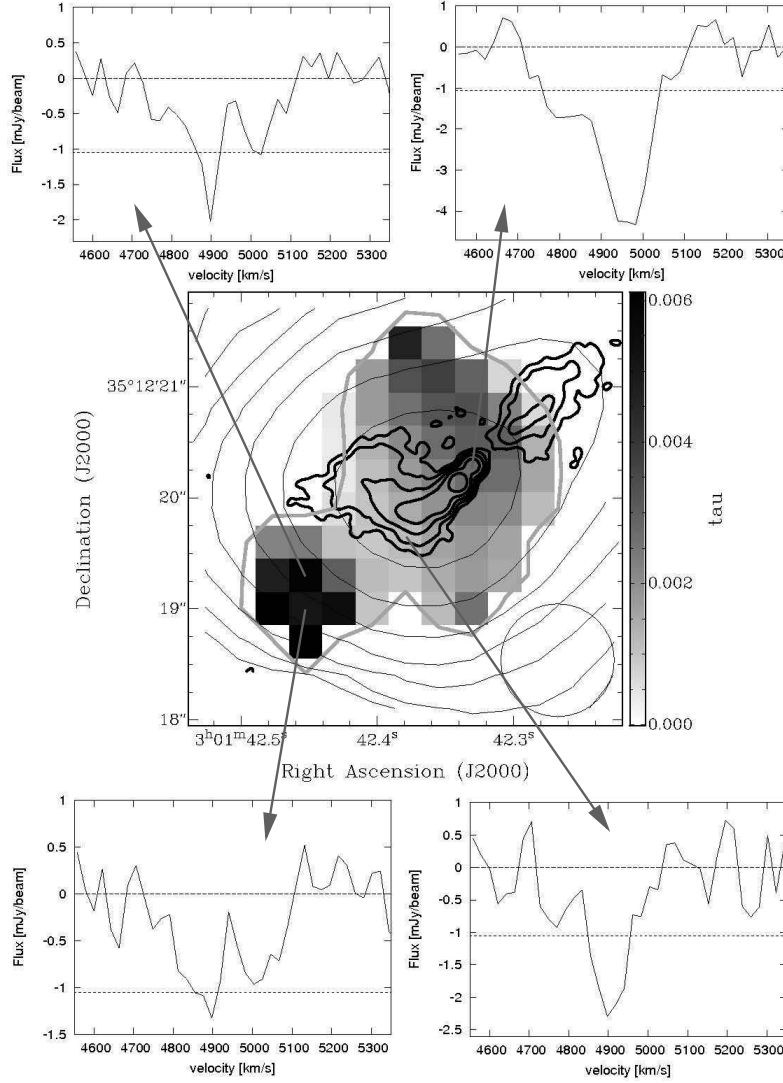 1
0.5
0
-0.5
-1
-1.5
-2
Flux [mJy/beam]
4600 4700 4800 4900 5000 5100 5200 5300
velocity [km/s]
1
0
-1
-2
-3
-4
Flux [mJy/beam]
4600 4700 4800 4900 5000 5100 5200 5300
velocity [km/s]
35°12'21"
20"
19"
18"
Declination (J2000)
3ʰ01ᵐ42.5ˢ 42.4ˢ 42.3ˢ
Right Ascension (J2000)
0.006
0.004
0.002
0.000
tau
1
0.5
0
-0.5
-1
-1.5
Flux [mJy/beam]
4600 4700 4800 4900 5000 5100 5200 5300
velocity [km/s]
1
0.5
0
-0.5
-1
-1.5
-2
-2.5
Flux [mJy/beam]
4600 4700 4800 4900 5000 5100 5200 5300
velocity [km/s]